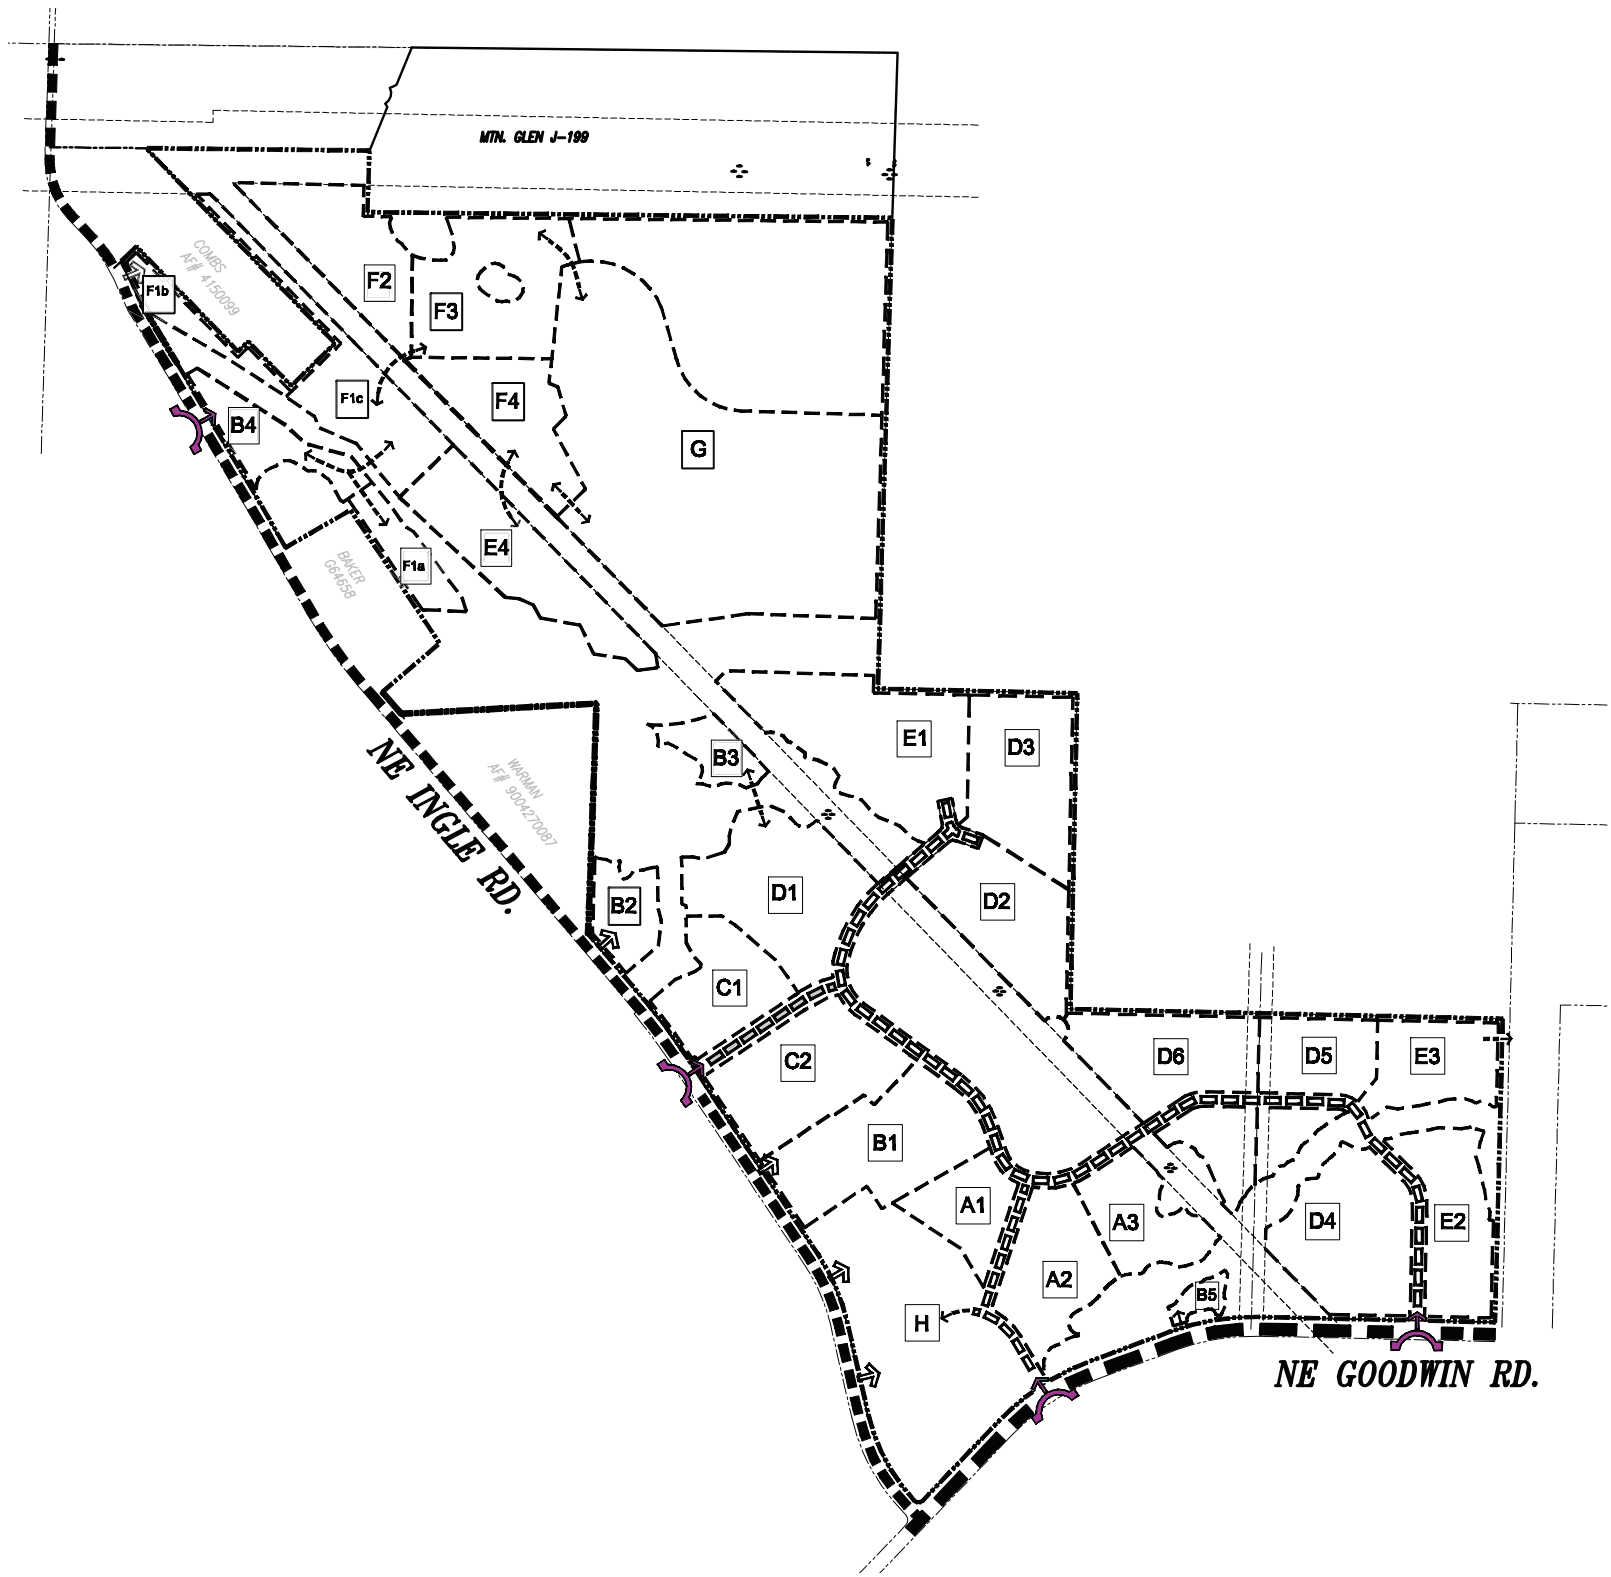 MTN. GLEN J-199
COMBS
AF# 4150099
F1b
F2
F3
F1c
F4
B4
G
E4
F1a
BAKER
G64658
NE INGLE RD.
WARMAN
AF# 9004270087
B3
E1
D3
D1
B2
D2
C1
C2
D6
D5
E3
B1
A1
A3
D4
E2
A2
B5
H
NE GOODWIN RD.